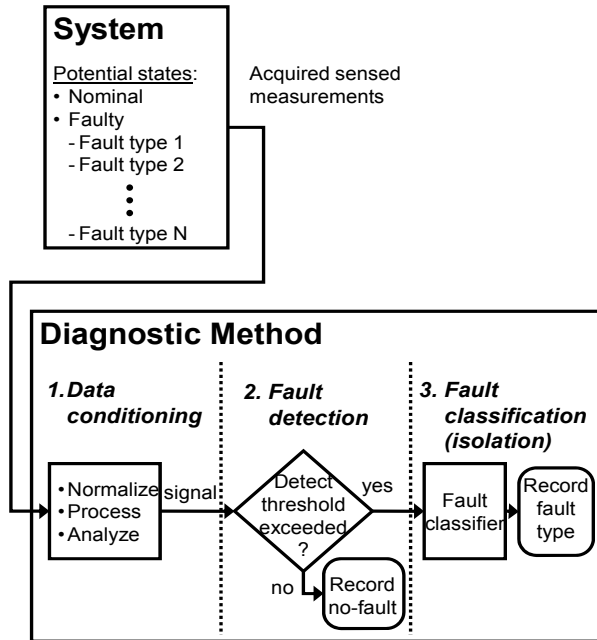 System
Potential states:
• Nominal
• Faulty
- Fault type 1
- Fault type 2
- Fault type N
Acquired sensed
measurements
Diagnostic Method
1. Data
conditioning
2. Fault
detection
3. Fault
classification
(isolation)
• Normalize
• Process
• Analyze
signal
Detect
threshold
exceeded
?
yes
no
Record
no-fault
Fault
classifier
Record
fault
type